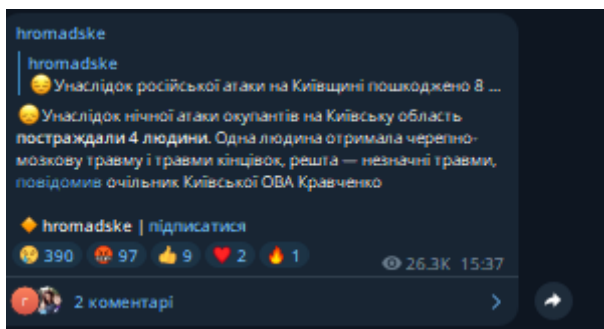 hromadske
hromadske
Унаслідок російської атаки на Київщині пошкоджено 8 ...
Унаслідок нічної атаки окупантів на Київську область
постраждали 4 людини. Одна людина отримала черепно-
мозкову травму і травми кінцівок, решта — незначні травми,
повідомив очільник Київської ОВА Кравченко
hromadske | підписатися
390 97 9 2 1
26.3K 15:37
г
2 коментарі